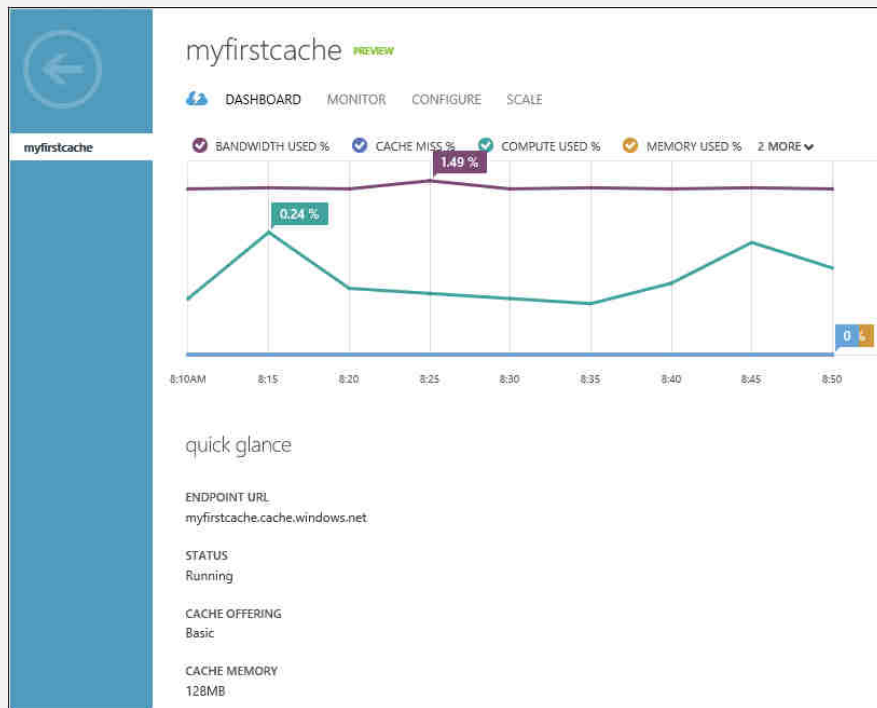 myfirstcache PREVIEW
DASHBOARD MONITOR CONFIGURE SCALE
myfirstcache
BANDWIDTH USED % CACHE MISS % COMPUTE USED % MEMORY USED % 2 MORE
1.49 %
0.24 %
0 %
8:10AM 8:15 8:20 8:25 8:30 8:35 8:40 8:45 8:50
quick glance
ENDPOINT URL
myfirstcache.cache.windows.net
STATUS
Running
CACHE OFFERING
Basic
CACHE MEMORY
128MB